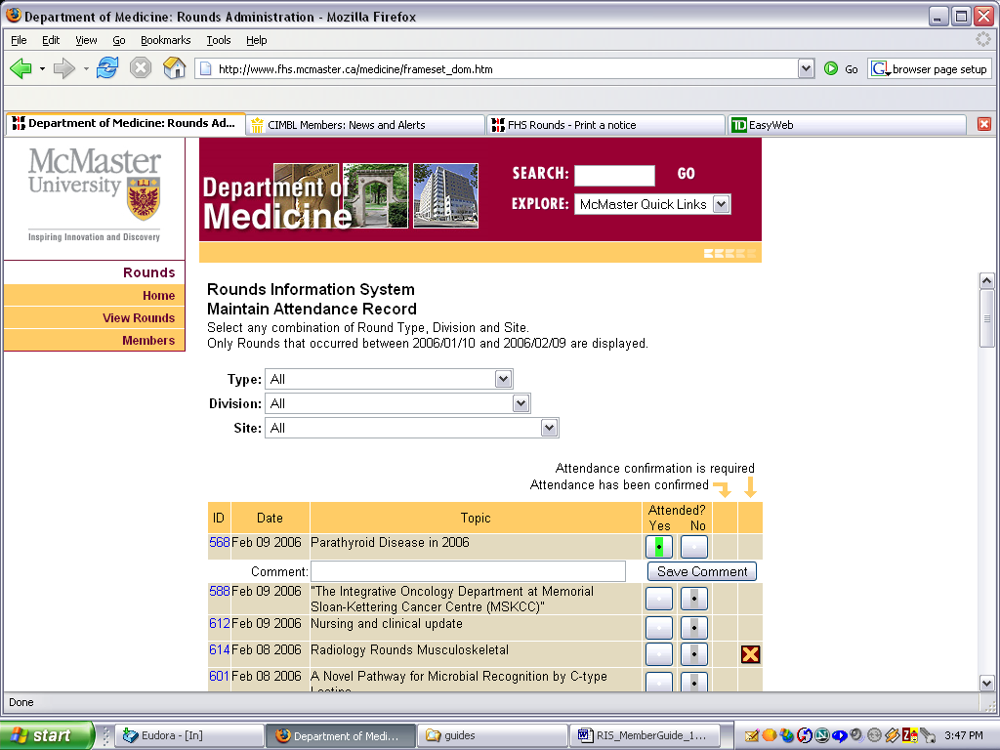 Department of Medicine: Rounds Administration - Mozilla Firefox
File Edit View Go Bookmarks Tools Help
http://www.fhs.mcmaster.ca/medicine/frameset_dom.htm
Go
G browser page setup
Department of Medicine: Rounds Ad...
CIMBL Members: News and Alerts
FHS Rounds - Print a notice
TD EasyWeb
McMaster
University
Inspiring Innovation and Discovery
Department of
Medicine
SEARCH: GO
EXPLORE: McMaster Quick Links
Rounds
Home
View Rounds
Members
Rounds Information System
Maintain Attendance Record
Select any combination of Round Type, Division and Site.
Only Rounds that occurred between 2006/01/10 and 2006/02/09 are displayed.
Type: All
Division: All
Site: All
Attendance confirmation is required
Attendance has been confirmed
ID Date Topic Attended?
Yes No
568 Feb 09 2006 Parathyroid Disease in 2006
Comment: Save Comment
588 Feb 09 2006 "The Integrative Oncology Department at Memorial
Sloan-Kettering Cancer Centre (MSKCC)"
612 Feb 09 2006 Nursing and clinical update
614 Feb 08 2006 Radiology Rounds Musculoskeletal
601 Feb 08 2006 A Novel Pathway for Microbial Recognition by C-type
Done
start
Eudora - [In]
Department of Medi...
guides
RIS_MemberGuide_1...
3:47 PM